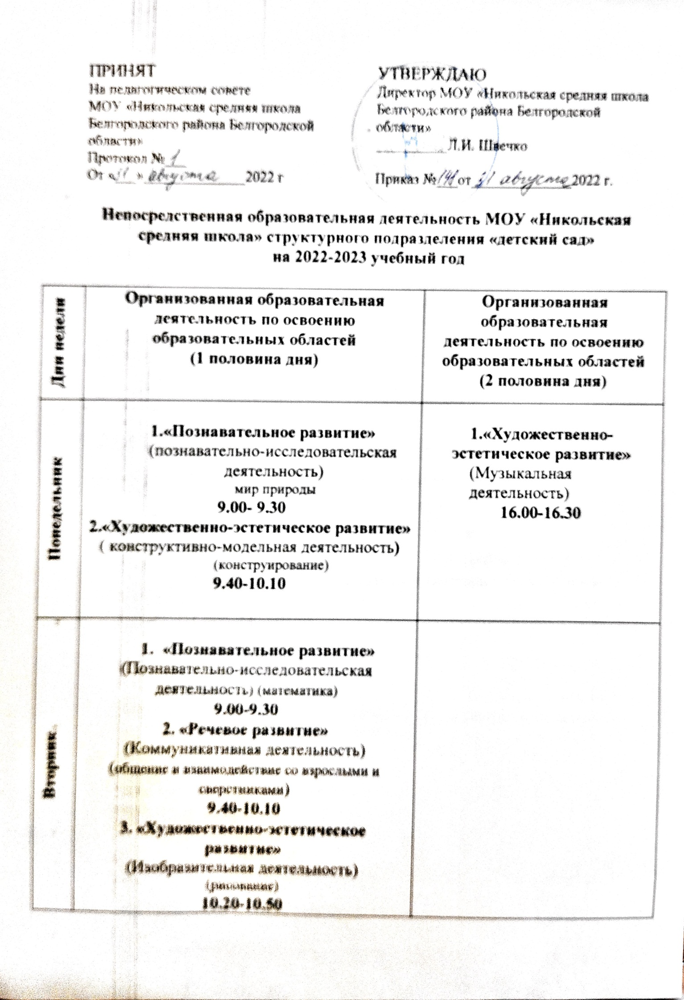 ПРИНЯТ
На педагогическом совете
МОУ «Никольская средняя школа
Белгородского района Белгородской
области»
Протокол № 1
От « » августа 2022 г
УТВЕРЖДАЮ
Директор МОУ «Никольская средняя школа
Белгородского района Белгородской
области»
Л.И. Швечко
Приказ № 141 от 31 августа 2022 г.
Непосредственная образовательная деятельность МОУ «Никольская
средняя школа» структурного подразделения «детский сад»
на 2022-2023 учебный год
Дни недели
Организованная образовательная
деятельность по освоению
образовательных областей
(1 половина дня)
Организованная
образовательная
деятельность по освоению
образовательных областей
(2 половина дня)
Понедельник
1.«Познавательное развитие»
(познавательно-исследовательская
деятельность)
мир природы
9.00- 9.30
2.«Художественно-эстетическое развитие»
( конструктивно-модельная деятельность)
(конструирование)
9.40-10.10
1.«Художественно-
эстетическое развитие»
(Музыкальная
деятельность)
16.00-16.30
Вторник
1. «Познавательное развитие»
(Познавательно-исследовательская
деятельность) (математика)
9.00-9.30
2. «Речевое развитие»
(Коммуникативная деятельность)
(общение и взаимодействие со взрослыми и
сверстниками)
9.40-10.10
3. «Художественно-эстетическое
развитие»
(Изобразительная деятельность)
(рисование)
10.20-10.50